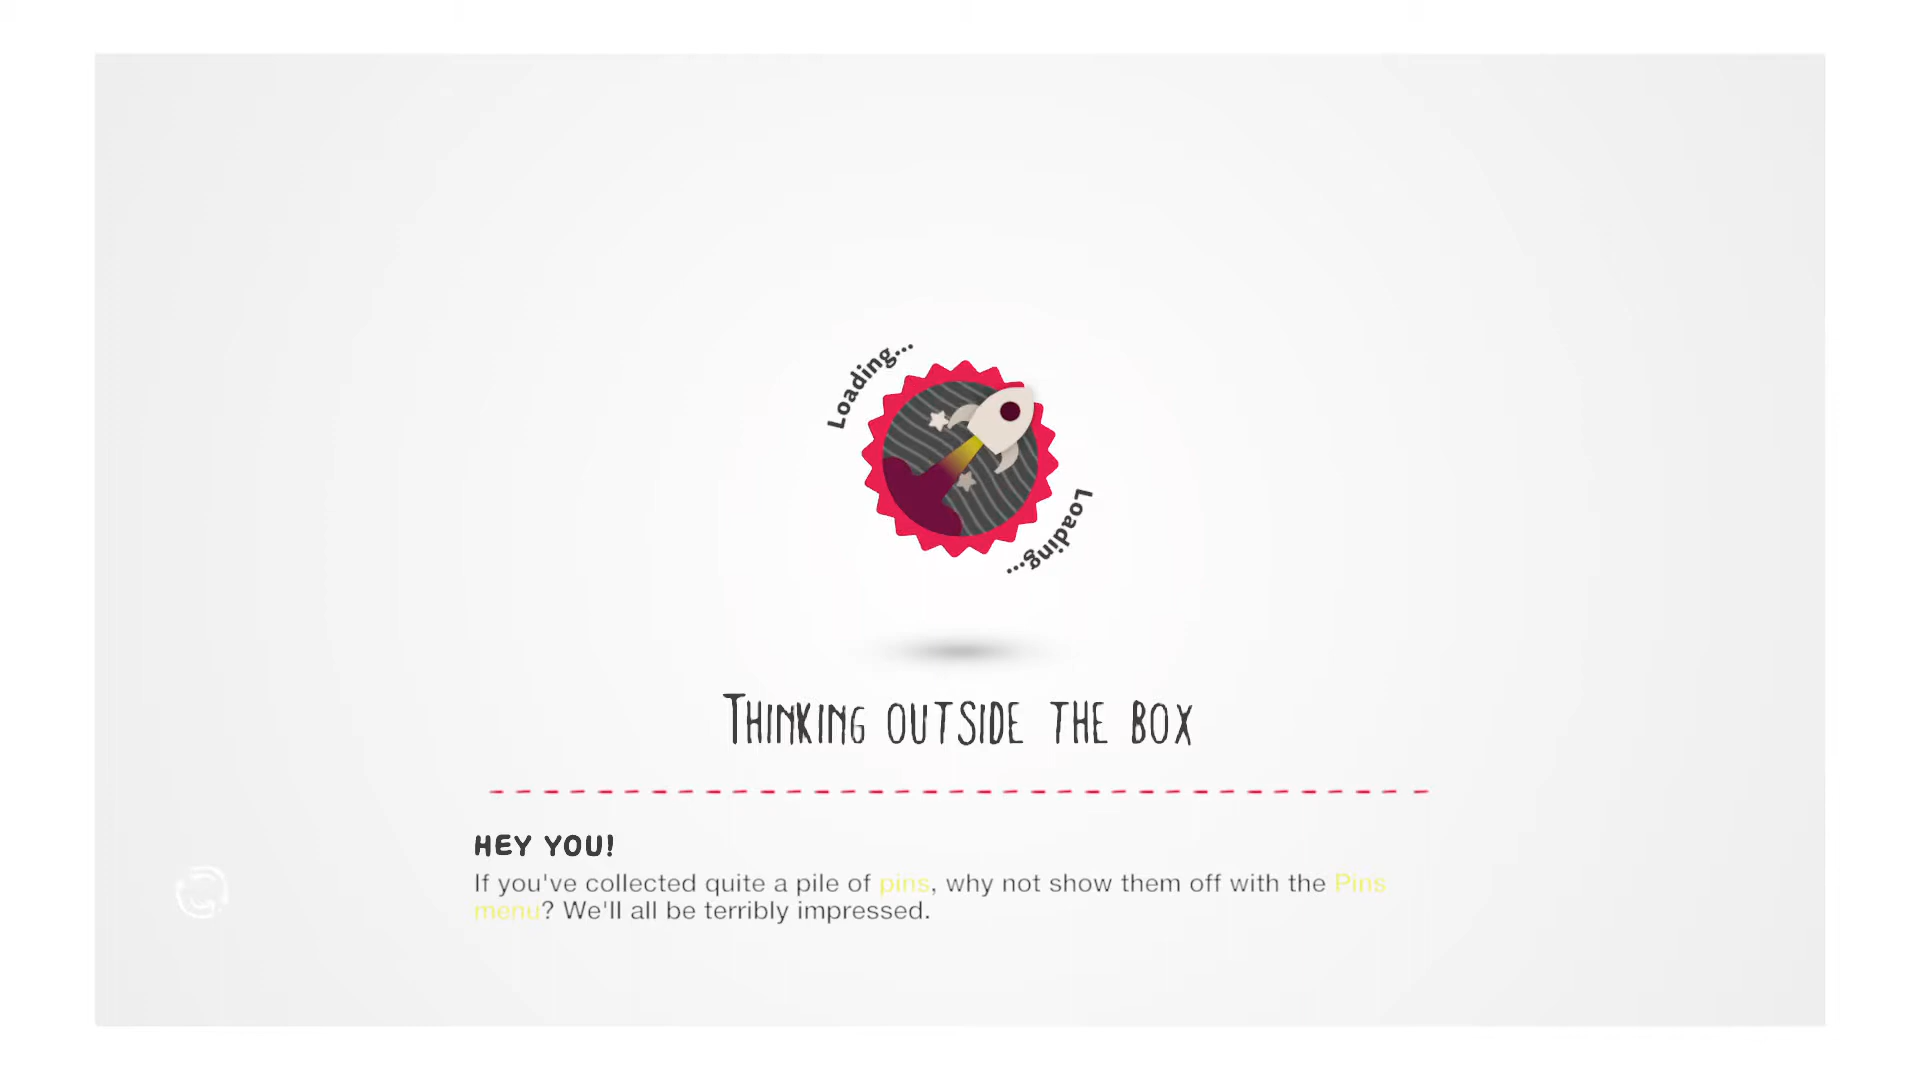 Loading...
Loading...
Thinking outside the box
HEY YOU!
If you've collected quite a pile of pins, why not show them off with the Pins
menu? We'll all be terribly impressed.